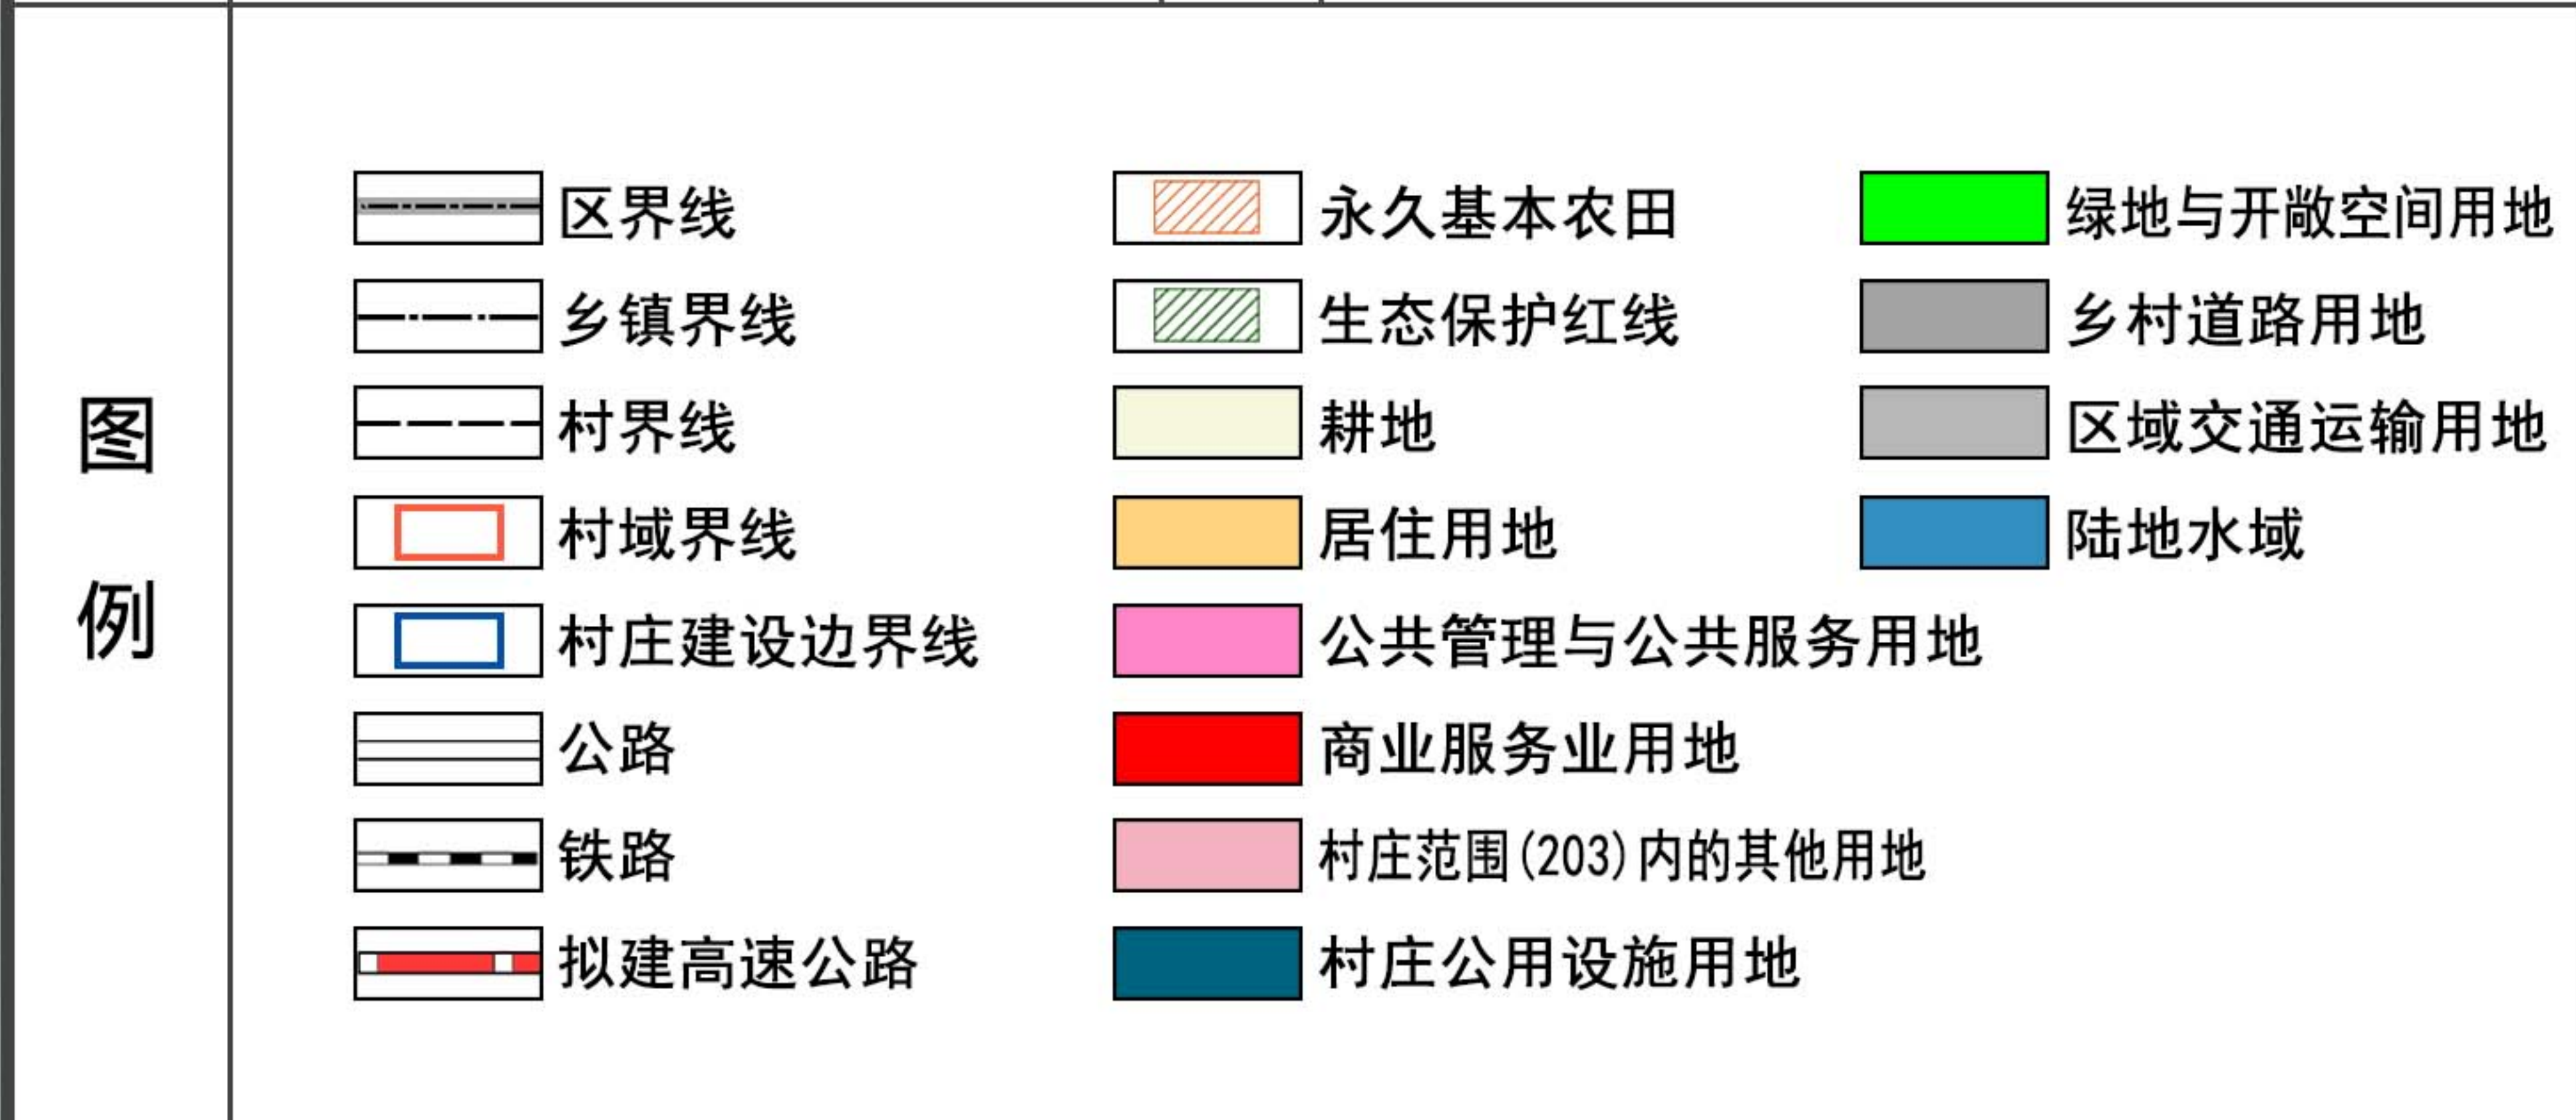 图例
区界线
乡镇界线
村界线
村域界线
村庄建设边界线
公路
铁路
拟建高速公路
永久基本农田
生态保护红线
耕地
居住用地
公共管理与公共服务用地
商业服务业用地
村庄范围(203)内的其他用地
村庄公用设施用地
绿地与开敞空间用地
乡村道路用地
区域交通运输用地
陆地水域